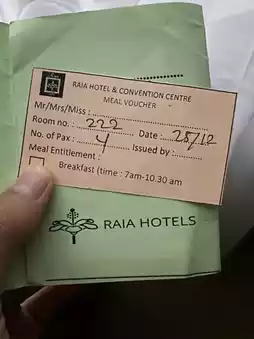 RAIA HOTEL & CONVENTION CENTRE
MEAL VOUCHER
Mr/Mrs/Miss :
Room no. : 222 Date : 25/12
No. of Pax : 4 Issued by :
Meal Entitlement :
Breakfast (time : 7am-10.30 am
RAIA HOTELS